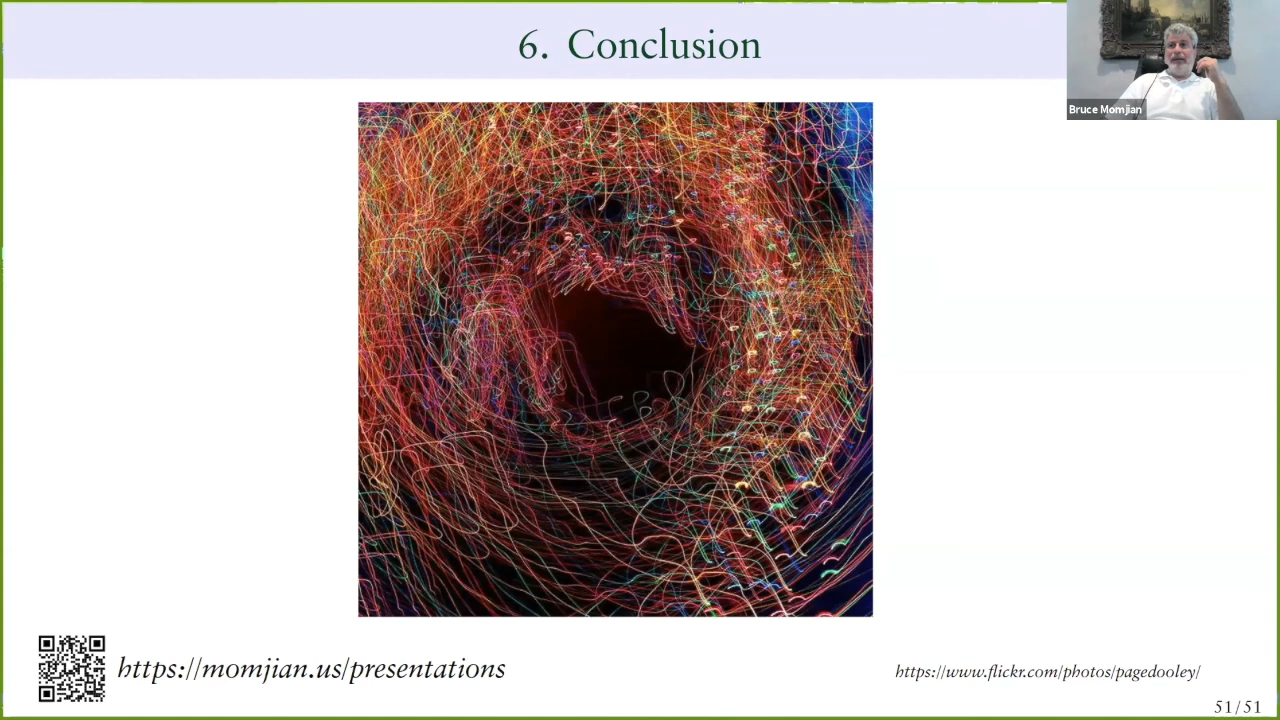 6. Conclusion
Bruce Momjian
https://momjian.us/presentations
https://www.flickr.com/photos/pagedooley/
51/51